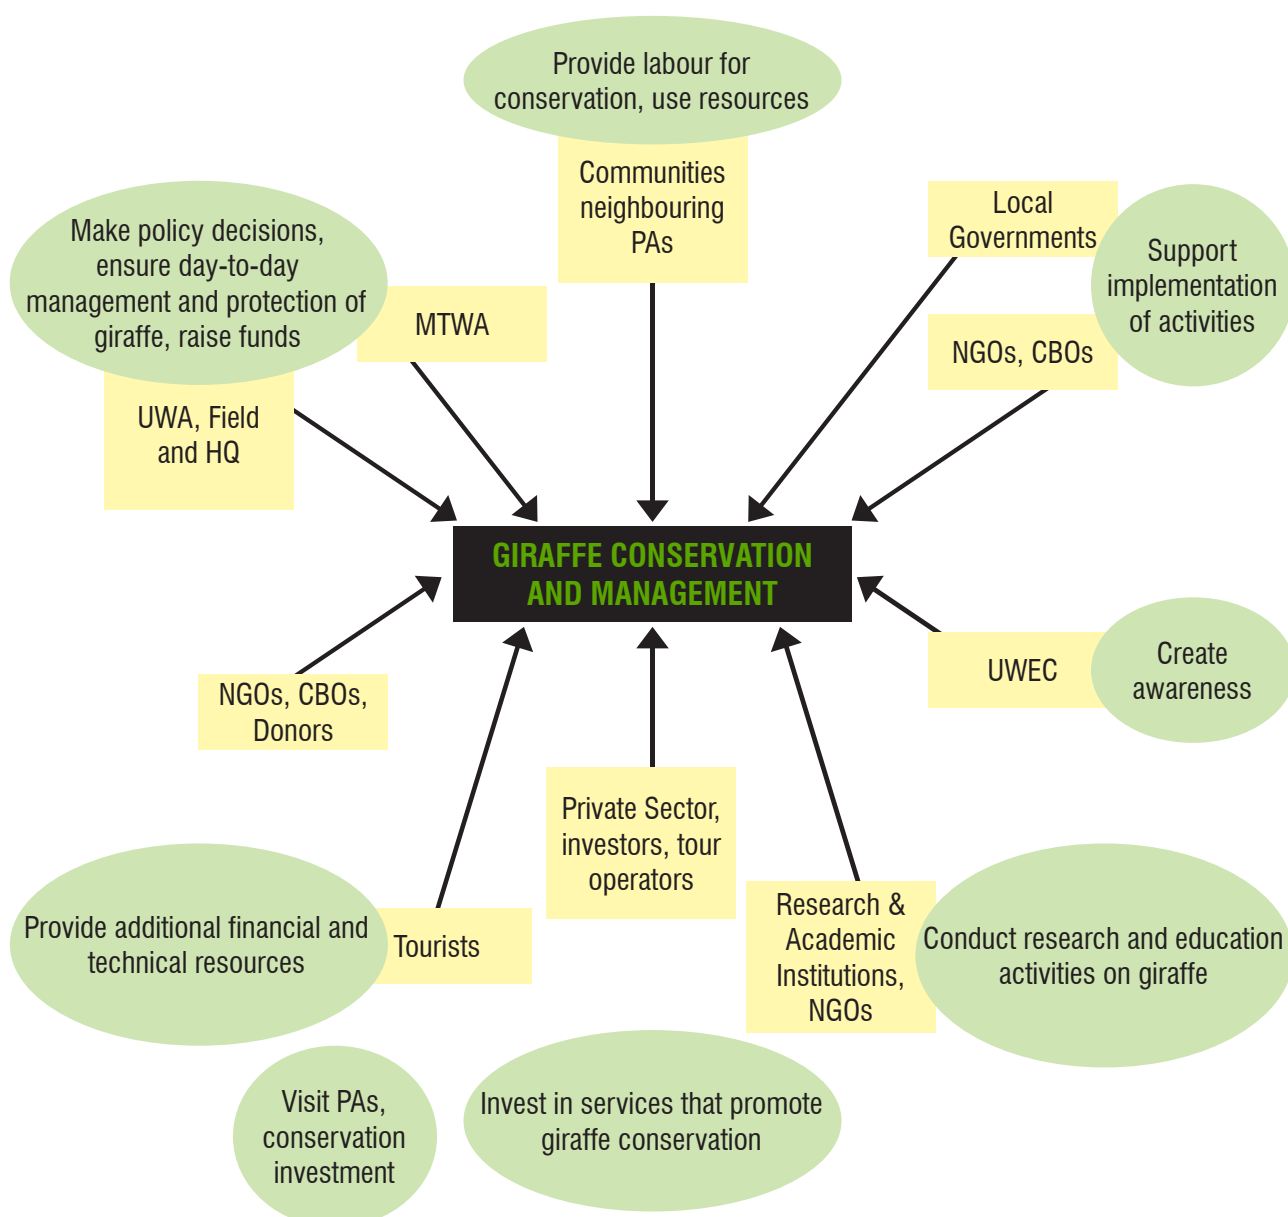 Provide labour for
conservation, use resources
Communities
neighbouring
PAs
Local
Governments
Support
implementation
of activities
NGOs, CBOs
Make policy decisions,
ensure day-to-day
management and protection of
giraffe, raise funds
MTWA
UWA, Field
and HQ
GIRAFFE CONSERVATION
AND MANAGEMENT
NGOs, CBOs,
Donors
UWEC
Create
awareness
Private Sector,
investors, tour
operators
Provide additional financial and
technical resources
Tourists
Research &
Academic
Institutions,
NGOs
Conduct research and education
activities on giraffe
Visit PAs,
conservation
investment
Invest in services that promote
giraffe conservation